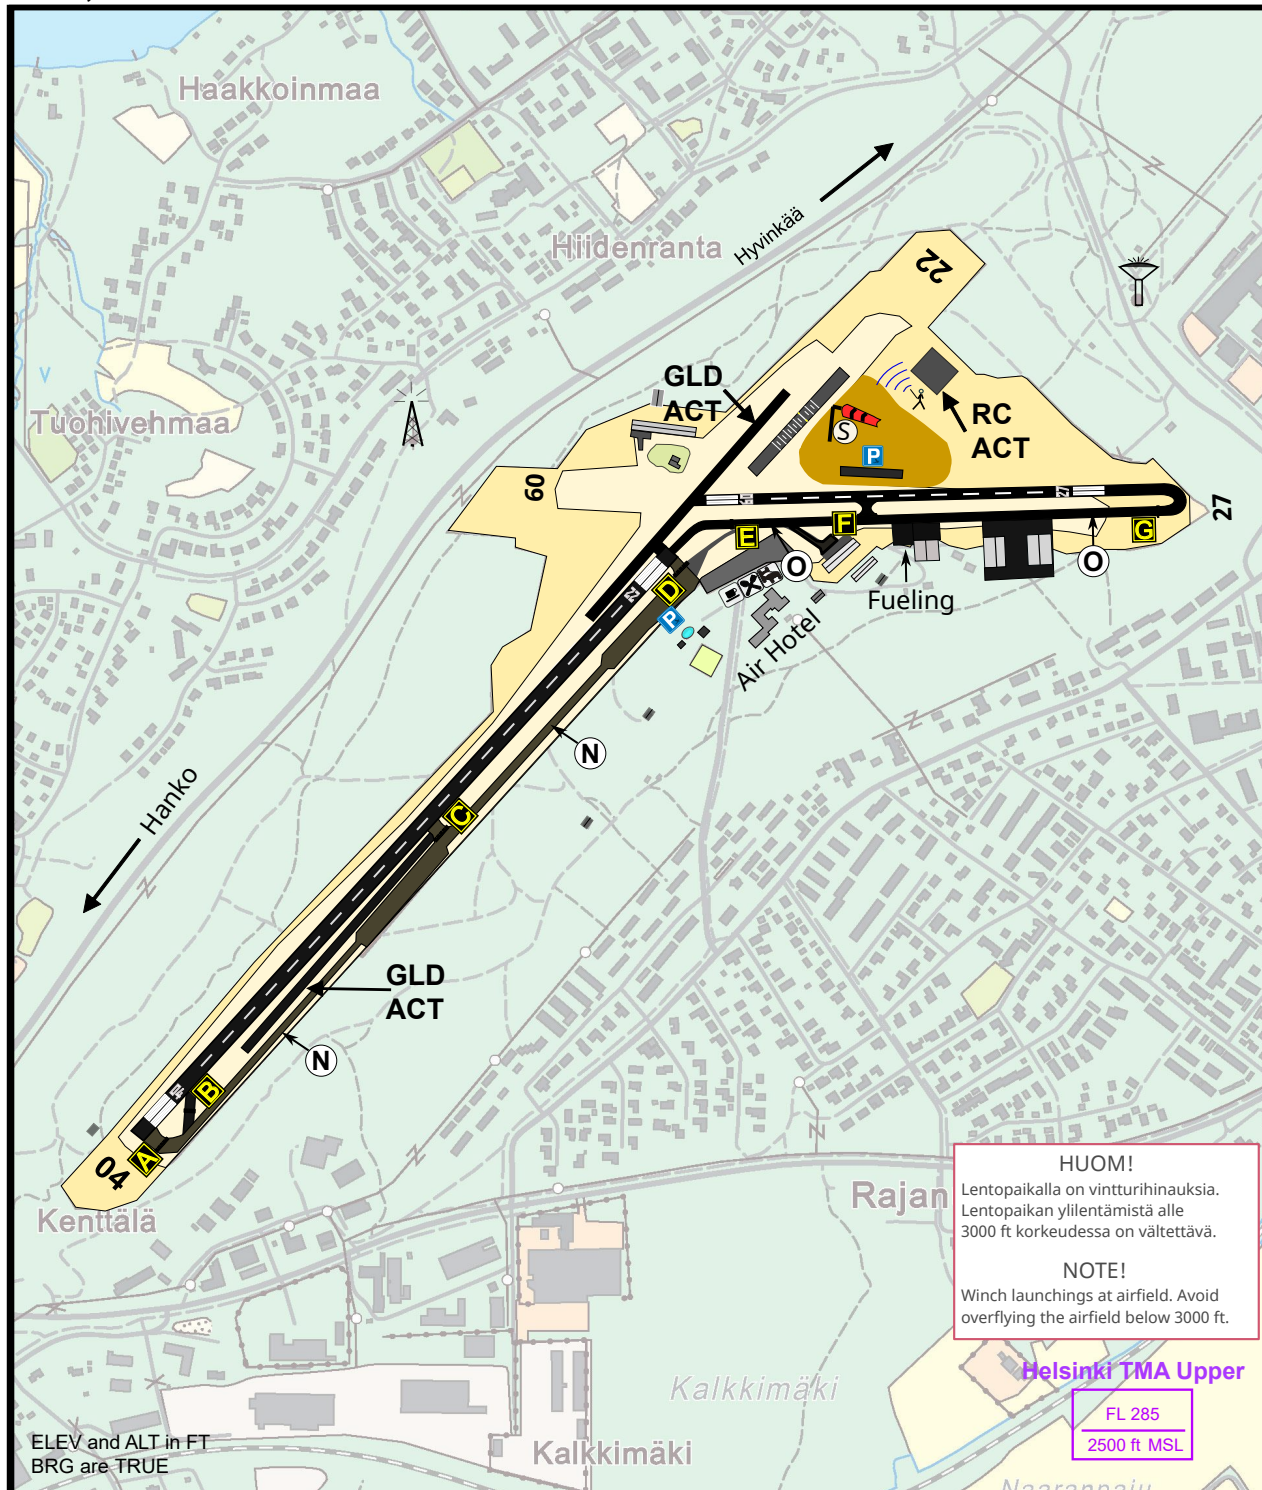 Haakkoinmaa
Hyvinkää
Hiidenranta
22
GLD
ACT
RC
ACT
S
P
Tuohivehmaa
09
27
27
E
F
G
O
O
D
22
P
Fueling
Air Hotel
N
Hanko
C
GLD
ACT
N
B
A
04
Kenttälä
Rajan
HUOM!
Lentopaikalla on vintturihinauksia.
Lentopaikan ylilentämistä alle
3000 ft korkeudessa on vältettävä.
NOTE!
Winch launchings at airfield. Avoid
overflying the airfield below 3000 ft.
Helsinki TMA Upper
FL 285
2500 ft MSL
Kalkkimäki
Kalkkimäki
ELEV and ALT in FT
BRG are TRUE